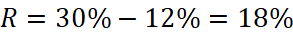 R = 30% − 12% = 18%